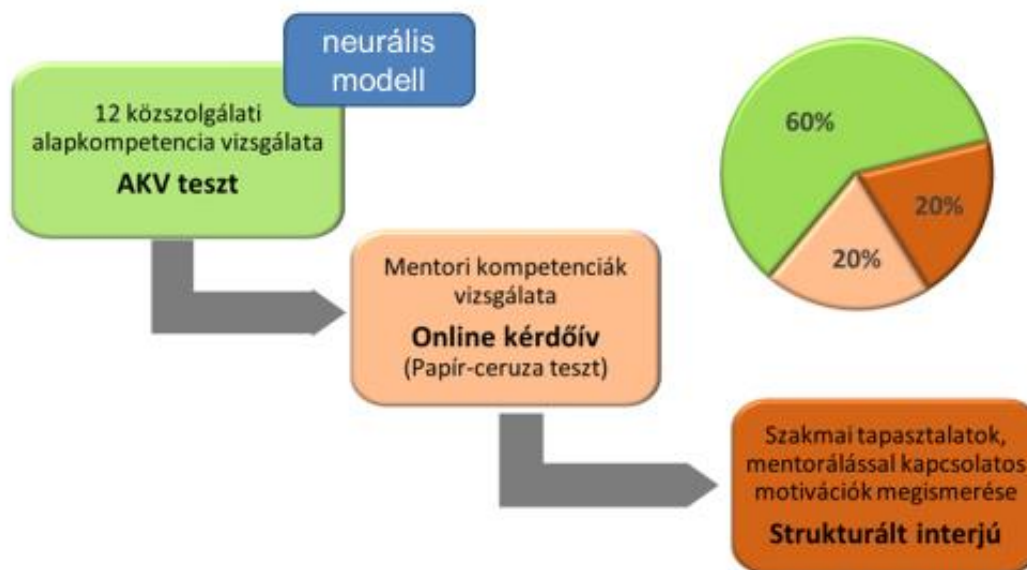 neurális
modell
12 közszolgálati
alapkompetencia vizsgálata
AKV teszt
60%
20%
20%
Mentori kompetenciák
vizsgálata
Online kérdőív
(Papír-ceruza teszt)
Szakmai tapasztalatok,
mentorálással kapcsolatos
motivációk megismerése
Strukturált interjú